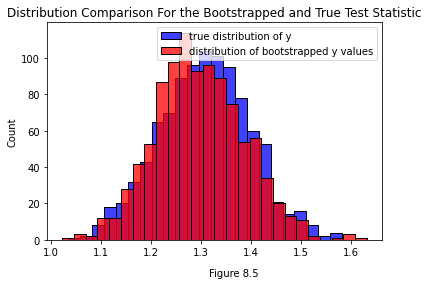 Distribution Comparison For the Bootstrapped and True Test Statistic
true distribution of y
distribution of bootstrapped y values
Count
100
80
60
40
20
0
1.0 1.1 1.2 1.3 1.4 1.5 1.6
Figure 8.5